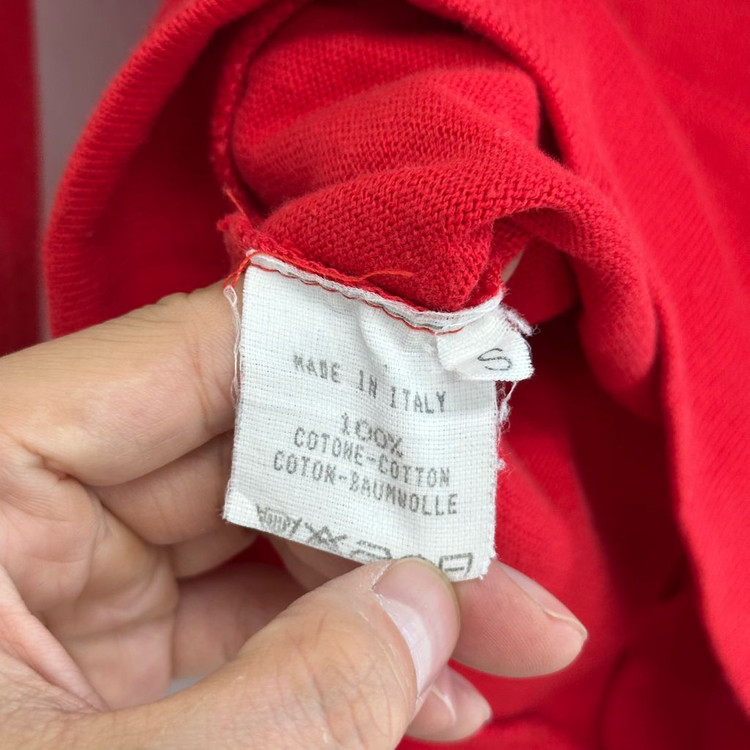 S
MADE IN ITALY
100%
COTONE-COTTON
COTON-BAUMWOLLE